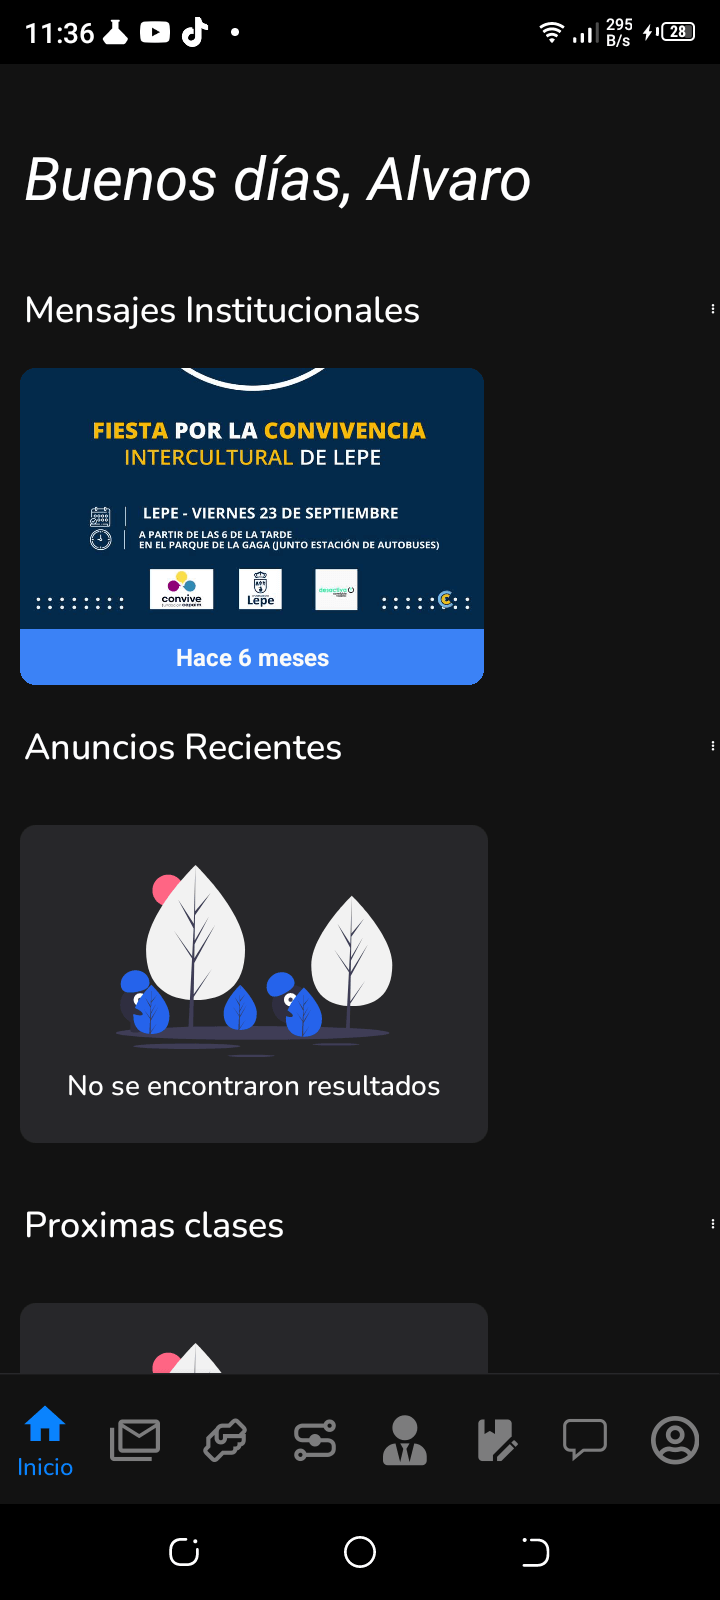 11:36
295
B/s
28
Buenos días, Alvaro
Mensajes Institucionales
FIESTA POR LA CONVIVENCIA
INTERCULTURAL DE LEPE
LEPE - VIERNES 23 DE SEPTIEMBRE
A PARTIR DE LAS 6 DE LA TARDE
EN EL PARQUE DE LA GAGA (JUNTO ESTACIÓN DE AUTOBUSES)
convive
Lepe
Hace 6 meses
Anuncios Recientes
No se encontraron resultados
Proximas clases
Inicio